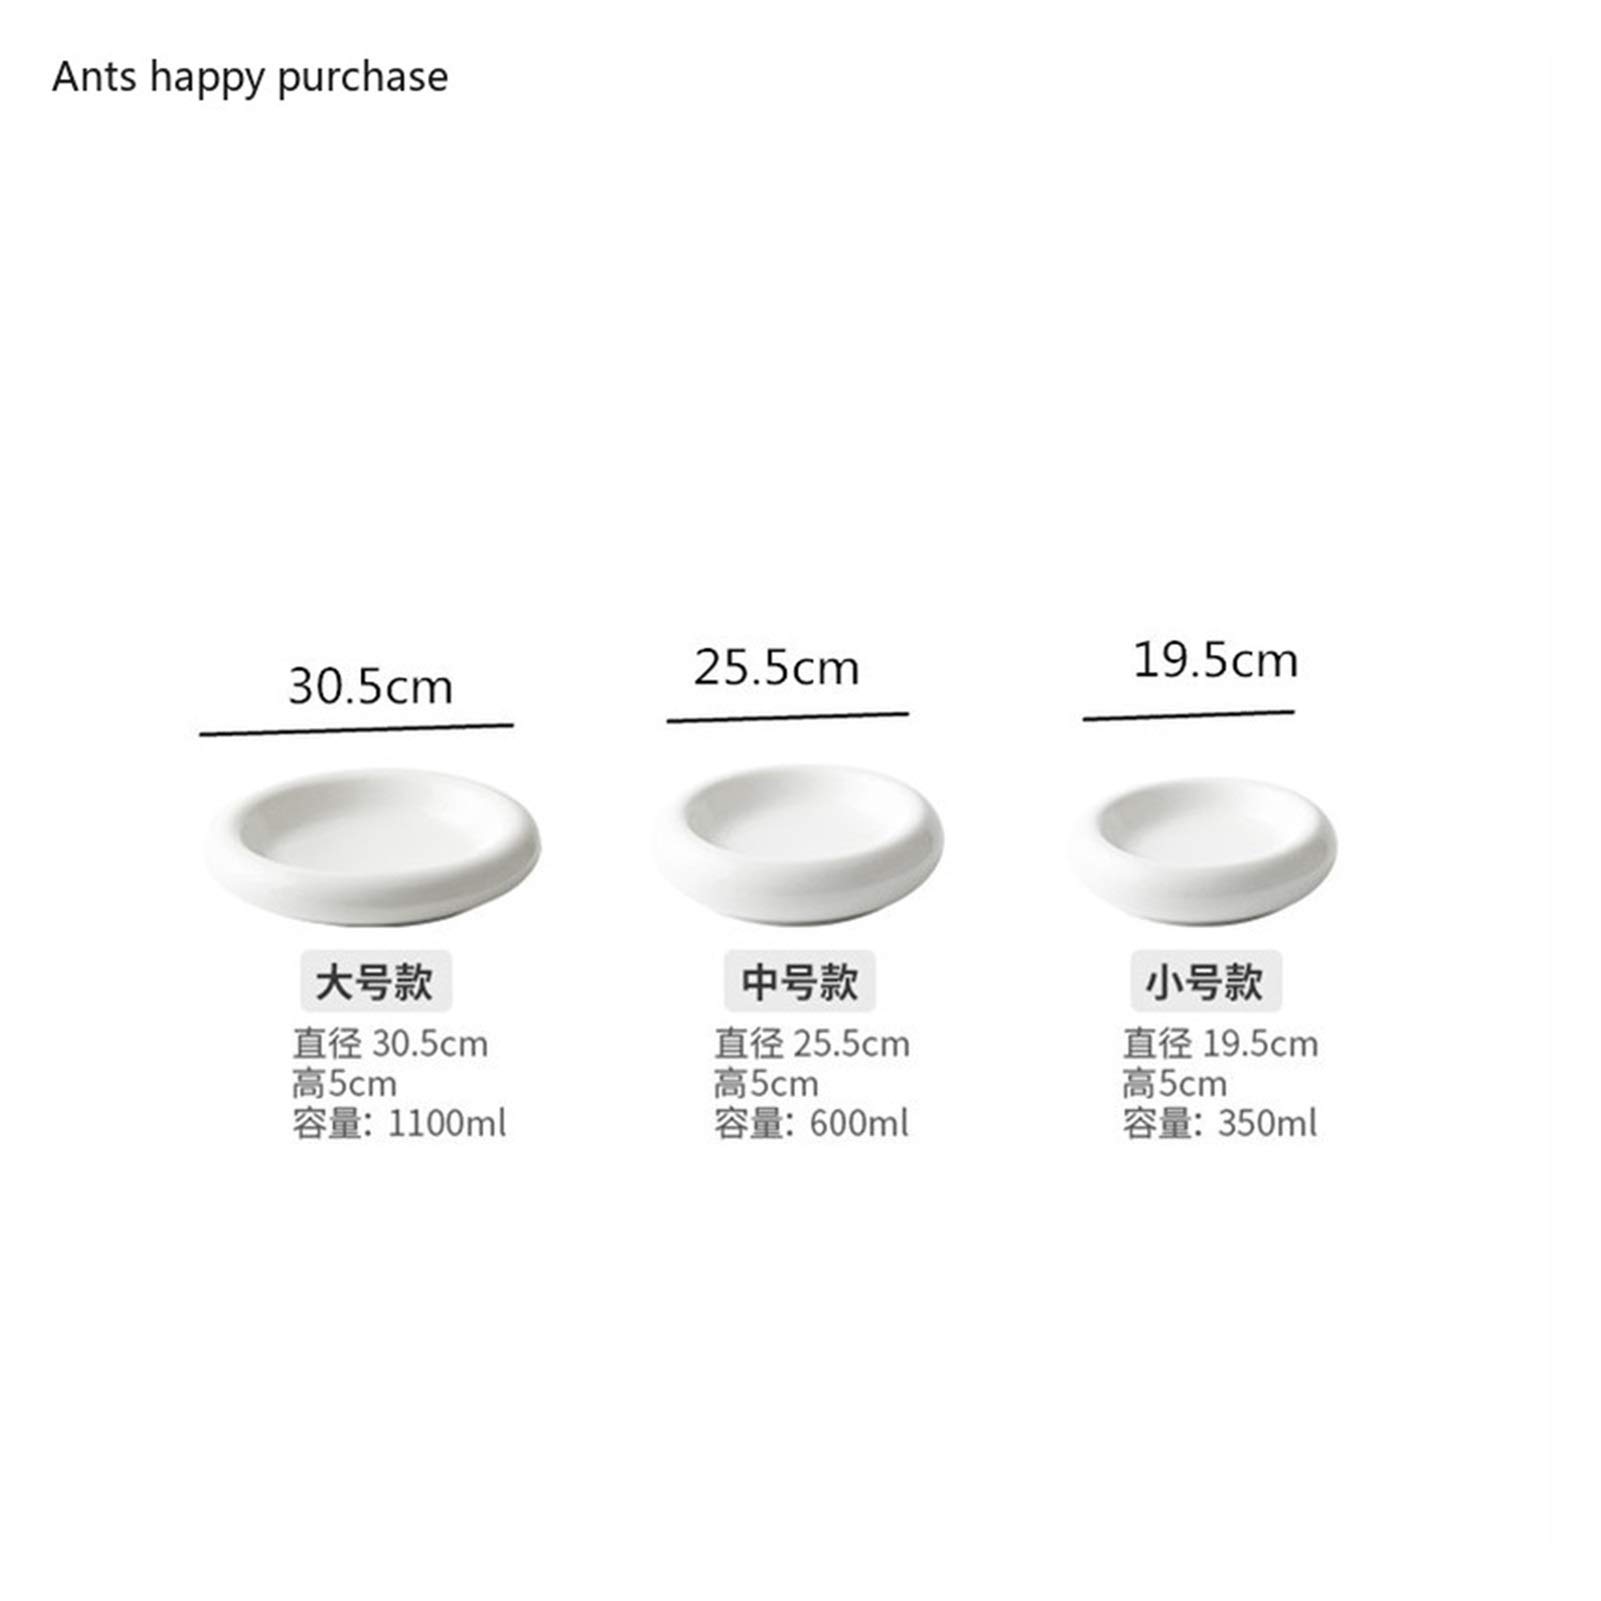 Ants happy purchase
30.5cm
25.5cm
19.5cm
大号款
直径 30.5cm
高5cm
容量: 1100ml
中号款
直径 25.5cm
高5cm
容量: 600ml
小号款
直径 19.5cm
高5cm
容量: 350ml